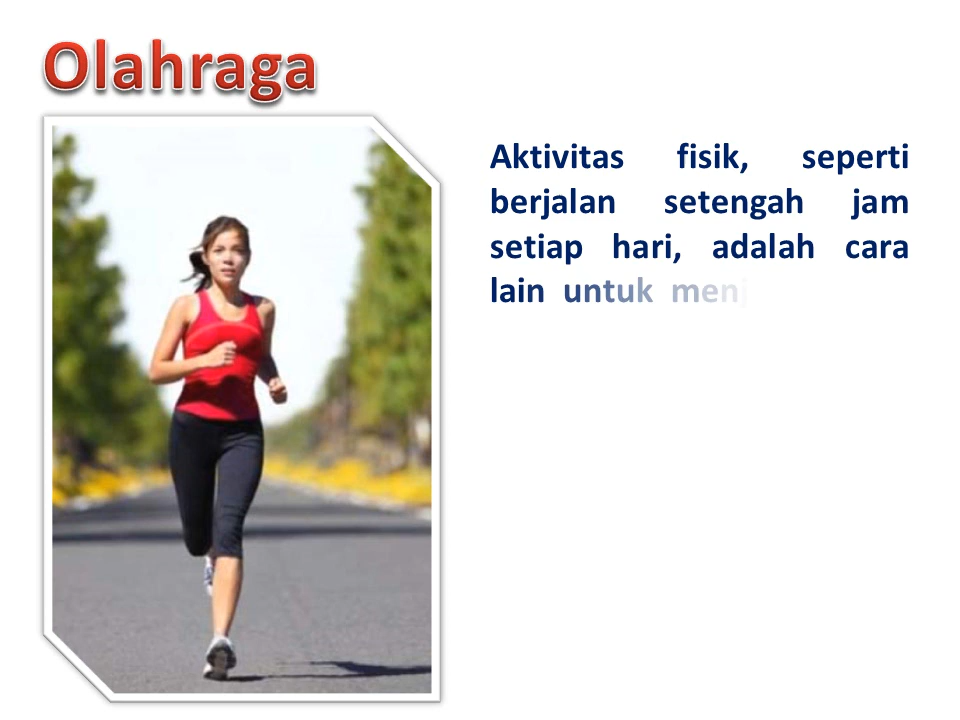 Olahraga
Aktivitas fisik, seperti
berjalan setengah jam
setiap hari, adalah cara
lain untuk